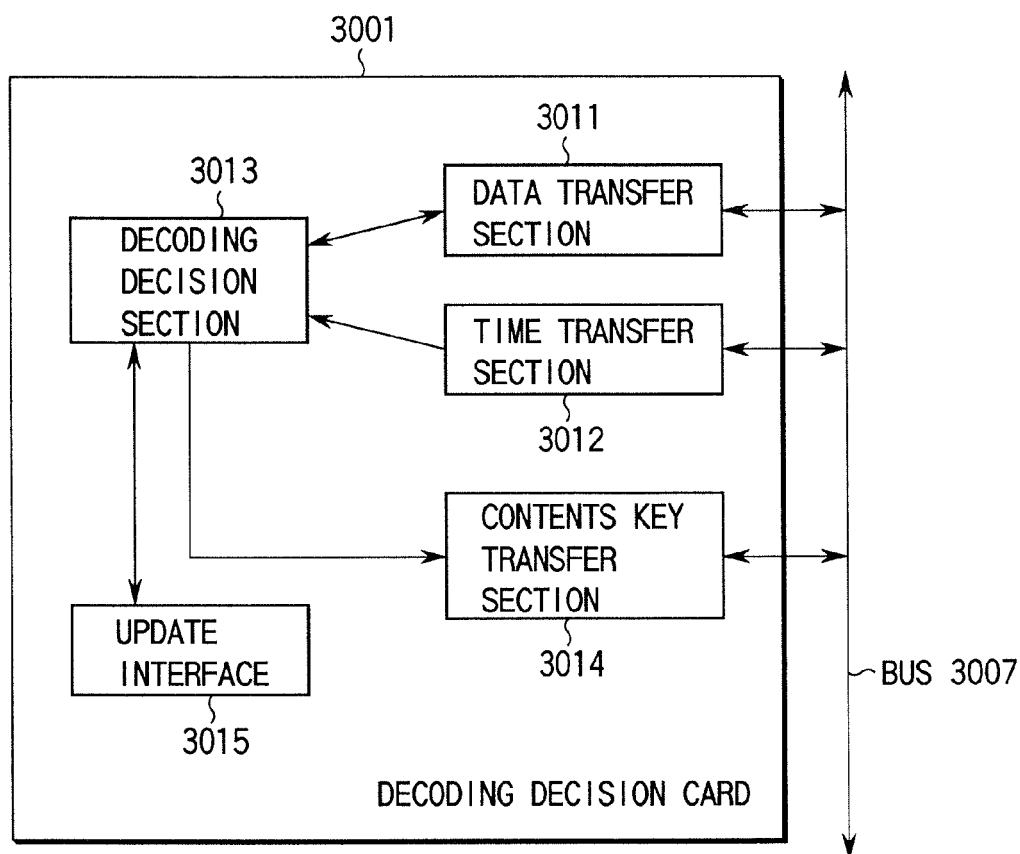 3001
3011
DATA TRANSFER
SECTION
3013
DECODING
DECISION
SECTION
TIME TRANSFER
SECTION
3012
CONTENTS KEY
TRANSFER
SECTION
3014
UPDATE
INTERFACE
3015
BUS 3007
DECODING DECISION CARD